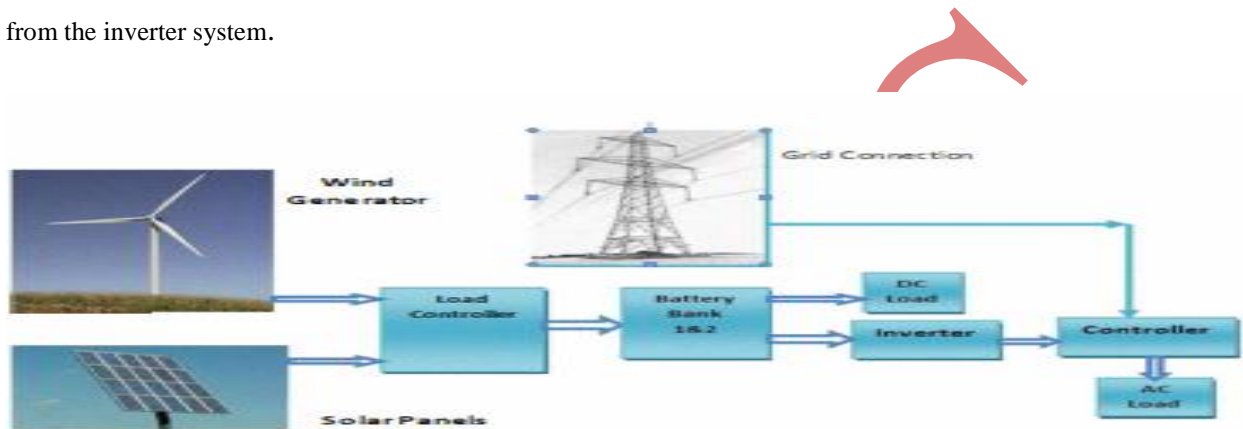 from the inverter system.
Grid Connection
Wind
Generator
DC
Load
Load
Controller
Battery
Bank
1&2
Inverter
Controller
AC
Load
Solar Panels